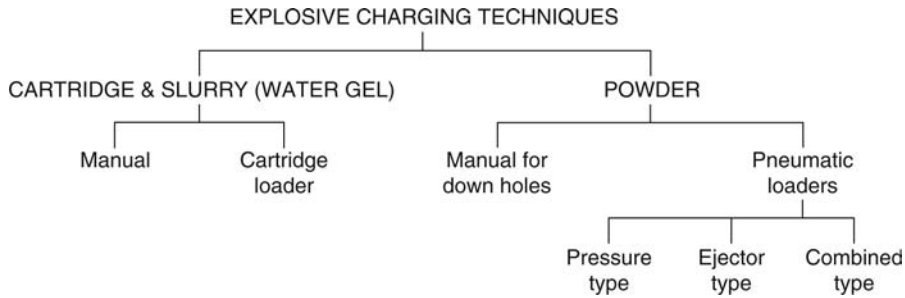 EXPLOSIVE CHARGING TECHNIQUES
CARTRIDGE & SLURRY (WATER GEL)
POWDER
Manual
Cartridge
loader
Manual for
down holes
Pneumatic
loaders
Pressure
type
Ejector
type
Combined
type